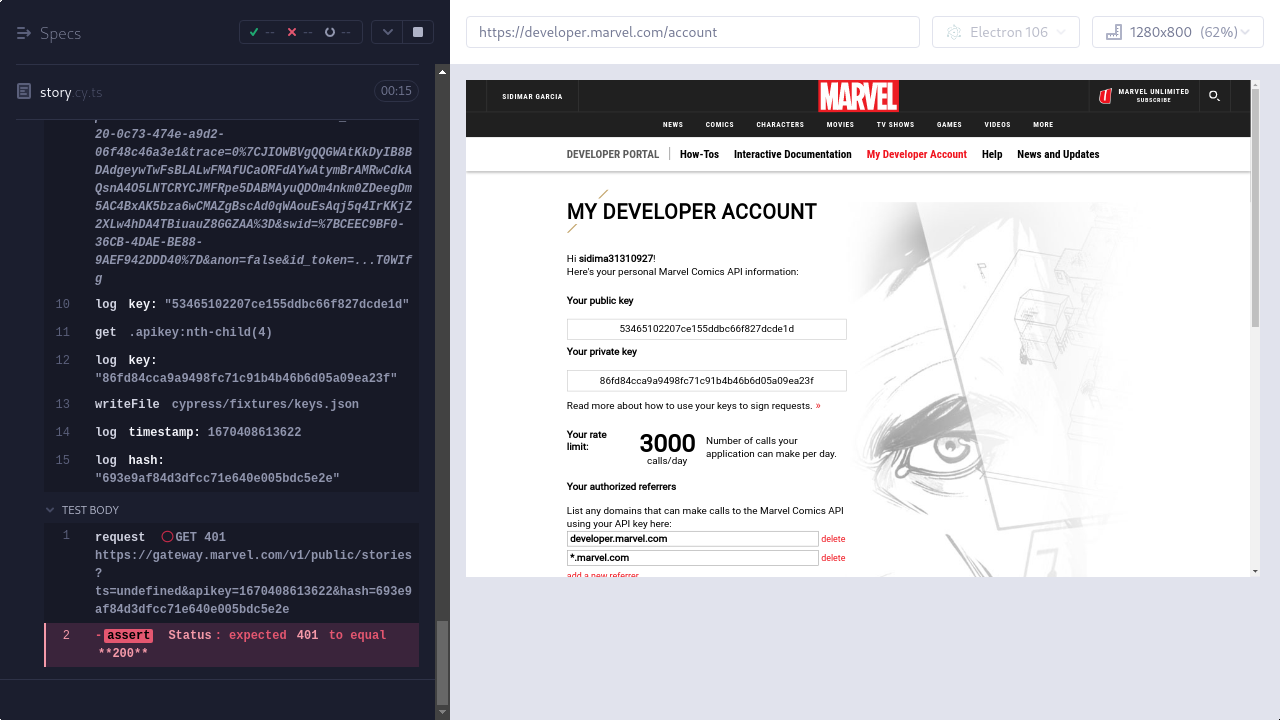 Specs
-- -- --
https://developer.marvel.com/account
Electron 106
1280x800 (62%)
story cy.ts
00:15
20-0c73-474e-a9d2-
06f48c46a3e1&trace=0%7CJIOWBVgQQGWAtKkDyIB8B
DAdgeywTwFsBLALwFMAfUCaORFdAYwAtymBrAMRwCdkA
QsnA4O5LNTCRYCJMFRpe5DABMAyuQDOm4nkm0ZDeegDm
5AC4BxAK5bza6wCMAZgBscAd0qWAouEsAqj5q4IrKKjZ
2XLw4hDA4TBiuauZ8GGZAA%3D&swid=%7BCEEC9BF0-
36CB-4DAE-BE88-
9AEF942DDD40%7D&anon=false&id_token=...T0WIf
g
10 log key: "53465102207ce155ddbc66f827dcde1d"
11 get .apikey:nth-child(4)
12 log key:
"86fd84cca9a9498fc71c91b4b46b6d05a09ea23f"
13 writeFile cypress/fixtures/keys.json
14 log timestamp: 1670408613622
15 log hash:
"693e9af84d3dfcc71e640e005bdc5e2e"
TEST BODY
1 request GET 401
https://gateway.marvel.com/v1/public/stories
?
ts=undefined&apikey=1670408613622&hash=693e9
af84d3dfcc71e640e005bdc5e2e
2 -assert Status: expected 401 to equal
**200**
SIDIMAR GARCIA
MARVEL
MARVEL UNLIMITED
SUBSCRIBE
NEWS COMICS CHARACTERS MOVIES TV SHOWS GAMES VIDEOS MORE
DEVELOPER PORTAL How-Tos Interactive Documentation My Developer Account Help News and Updates
MY DEVELOPER ACCOUNT
Hi sidima31310927!
Here's your personal Marvel Comics API information:
Your public key
53465102207ce155ddbc66f827dcde1d
Your private key
86fd84cca9a9498fc71c91b4b46b6d05a09ea23f
Read more about how to use your keys to sign requests. »
Your rate
limit:
3000
calls/day
Number of calls your
application can make per day.
Your authorized referrers
List any domains that can make calls to the Marvel Comics API
using your API key here:
developer.marvel.com delete
*.marvel.com delete
add a new referrer